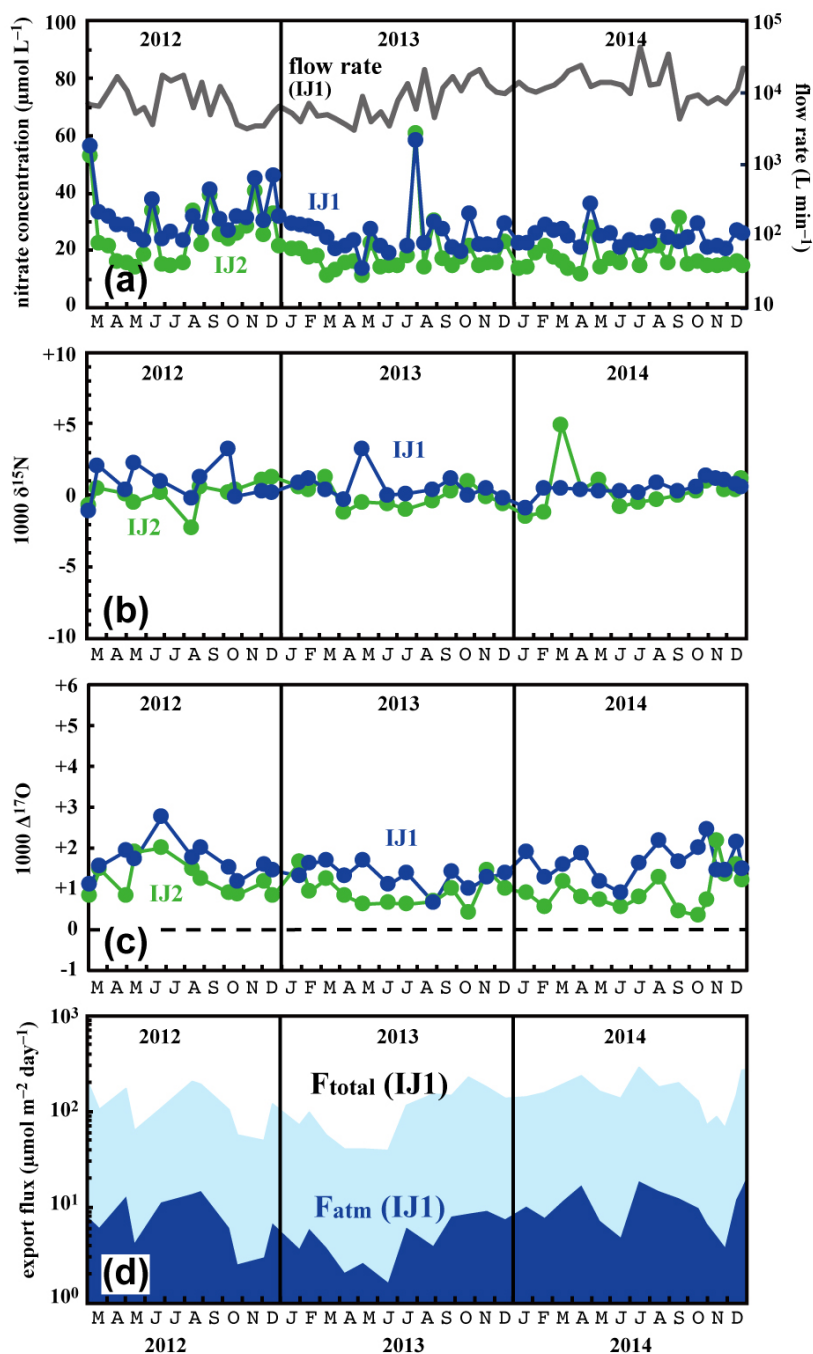 2012 2013 2014
nitrate concentration (μmol L⁻¹)
100
80
60
40
20
0
flow rate
(IJ1)
IJ1
IJ2
(a)
10⁵
10⁴
10³
10²
10
flow rate (L min⁻¹)
M A M J J A S O N D J F M A M J J A S O N D J F M A M J J A S O N D
2012 2013 2014
1000 δ¹⁵N
+10
+5
0
-5
-10
IJ1
IJ2
(b)
M A M J J A S O N D J F M A M J J A S O N D J F M A M J J A S O N D
2012 2013 2014
1000 Δ¹⁷O
+6
+5
+4
+3
+2
+1
0
-1
IJ1
IJ2
(c)
M A M J J A S O N D J F M A M J J A S O N D J F M A M J J A S O N D
2012 2013 2014
export flux (μmol m⁻² day⁻¹)
10³
10²
10¹
10⁰
Ftotal (IJ1)
Fatm (IJ1)
(d)
M A M J J A S O N D J F M A M J J A S O N D J F M A M J J A S O N D
2012 2013 2014